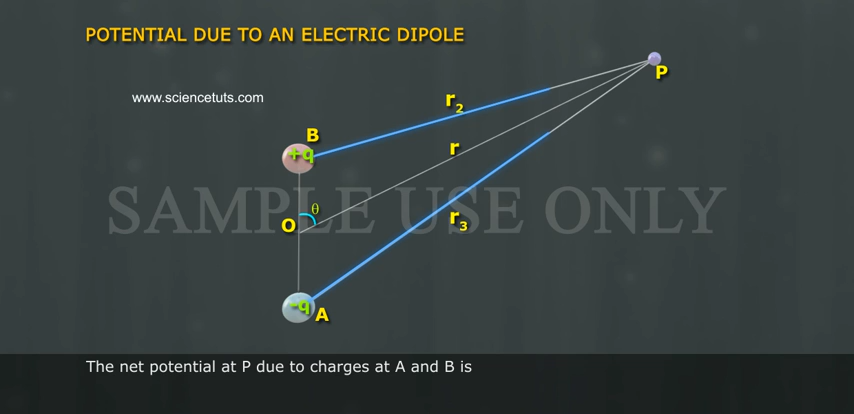 POTENTIAL DUE TO AN ELECTRIC DIPOLE
P
www.sciencetuts.com
r₂
B
+q
r
θ
SAMPLE USE ONLY
O
r₃
-q
A
The net potential at P due to charges at A and B is